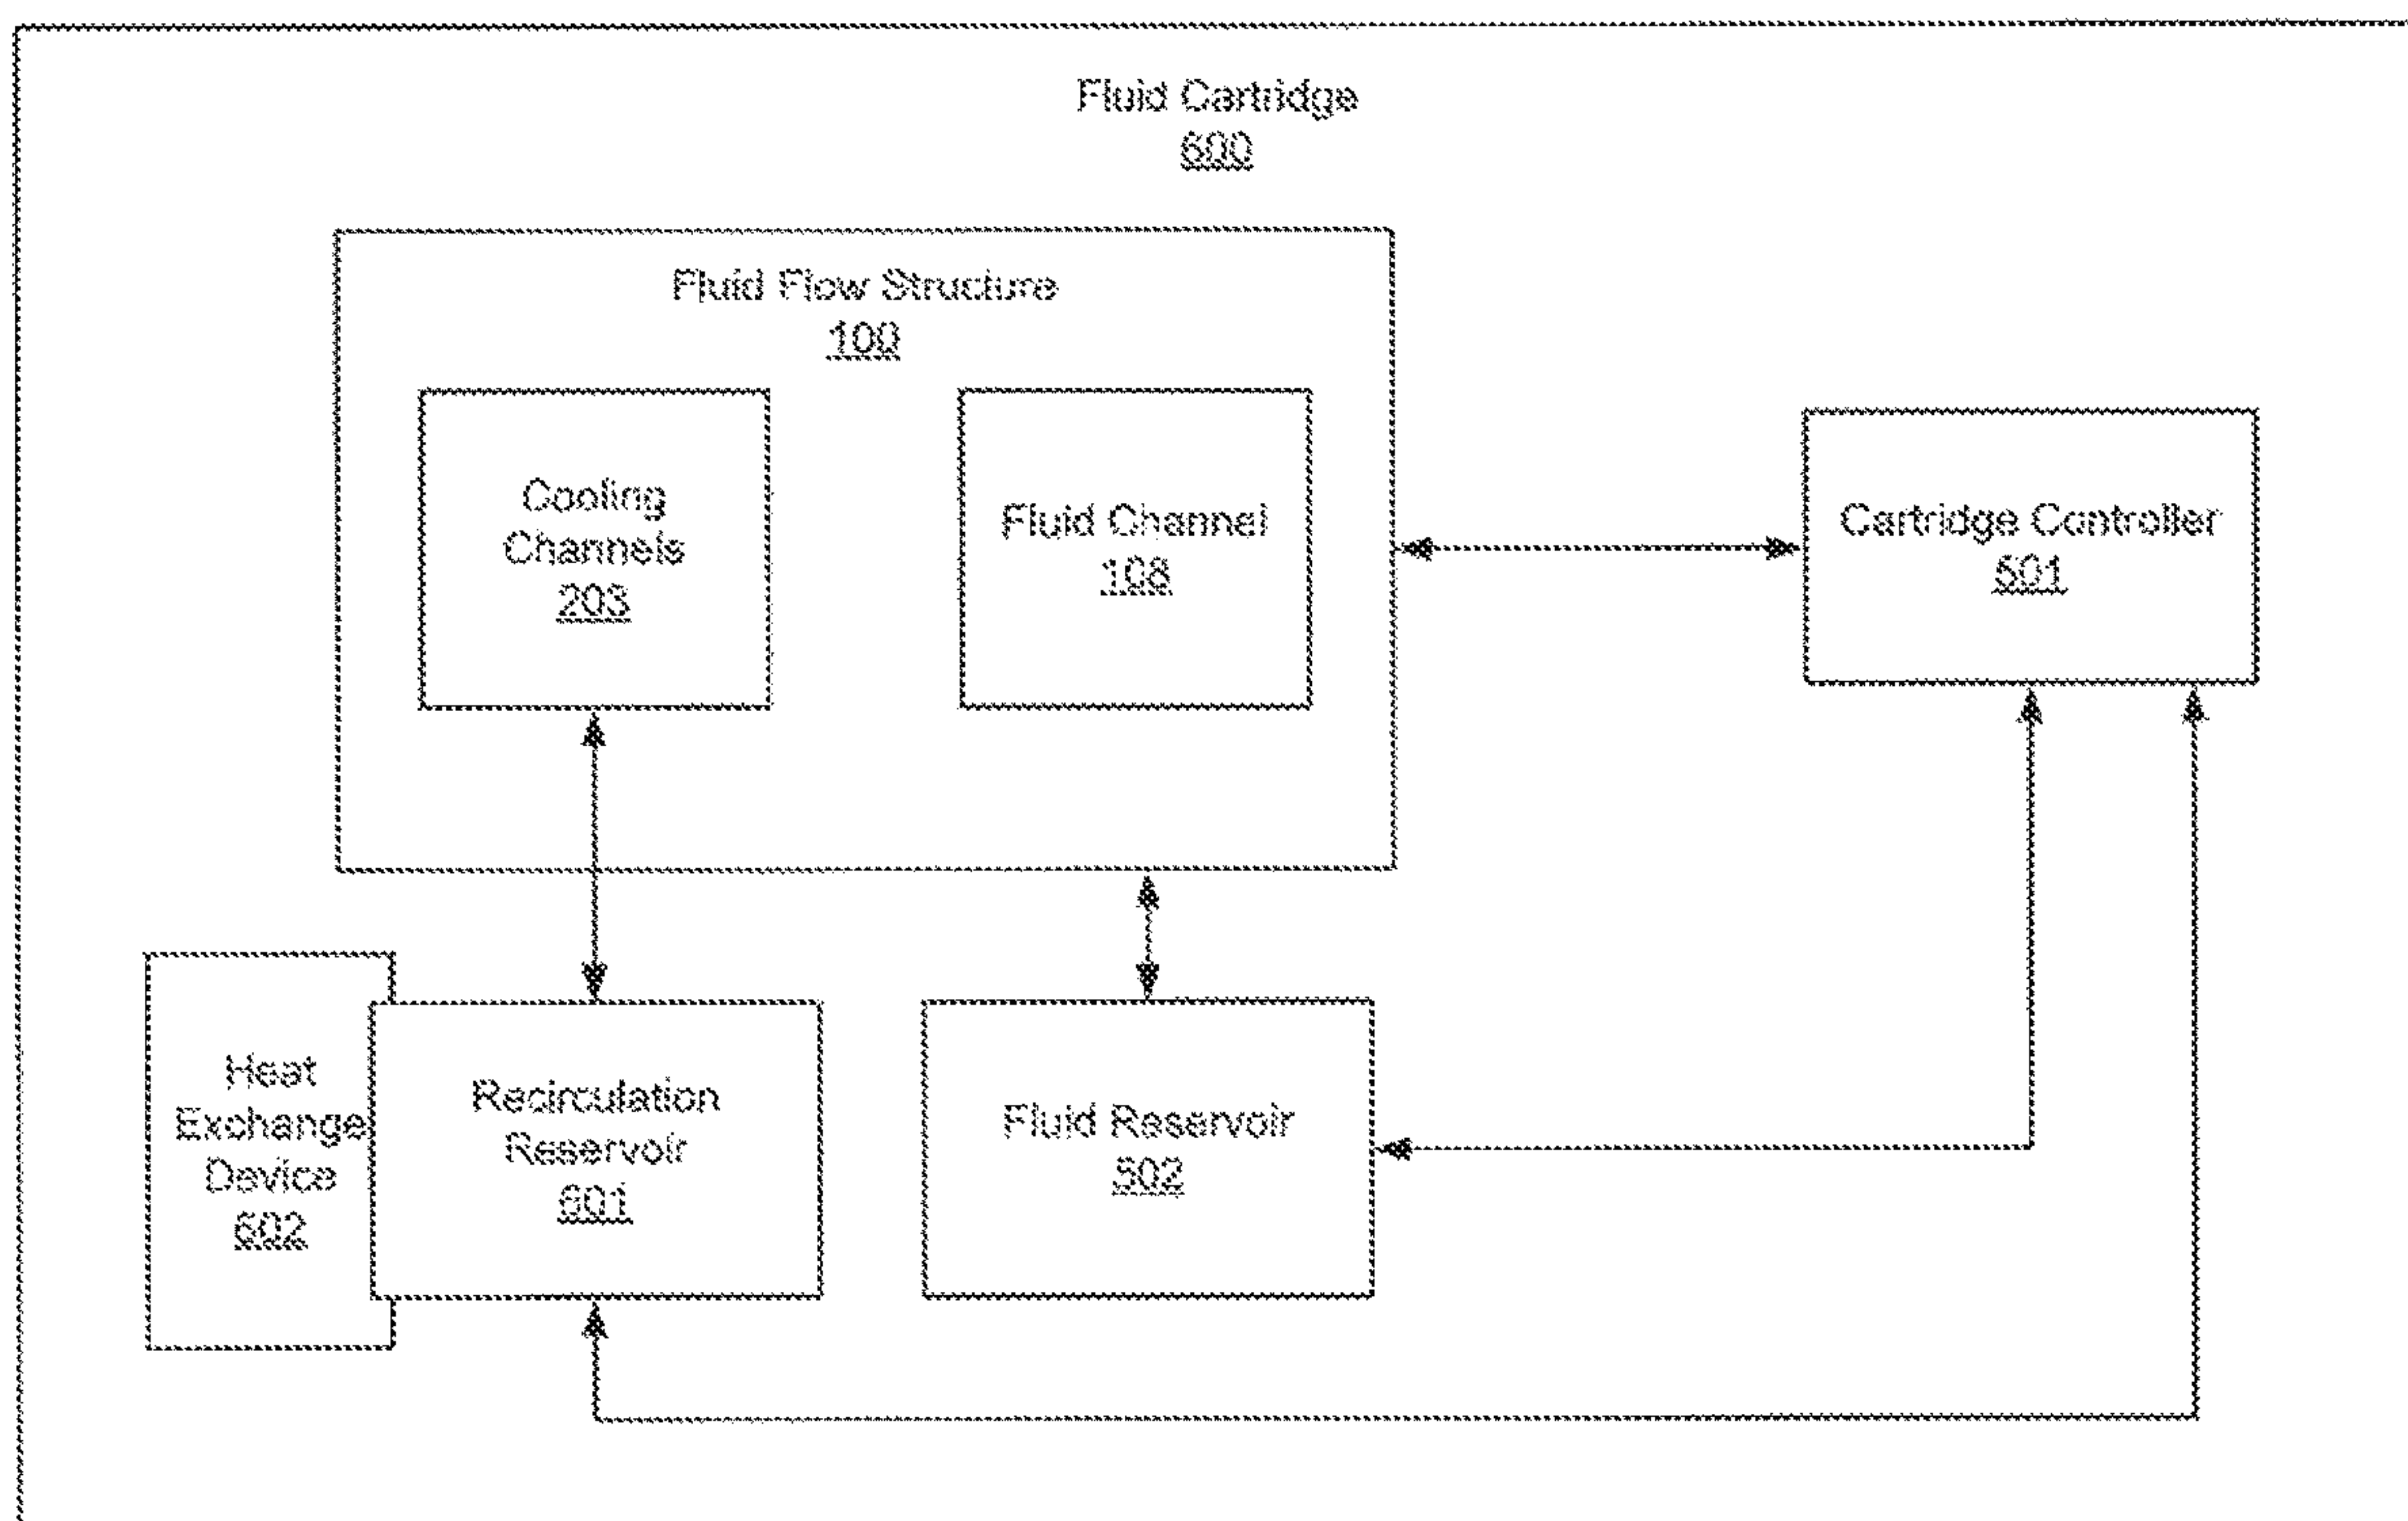 Fluid Cartridge
600
Fluid Flow Structure
100
Cooling
Channels
203
Fluid Channel
108
Cartridge Controller
501
Heat
Exchange
Device
602
Recirculation
Reservoir
601
Fluid Reservoir
502